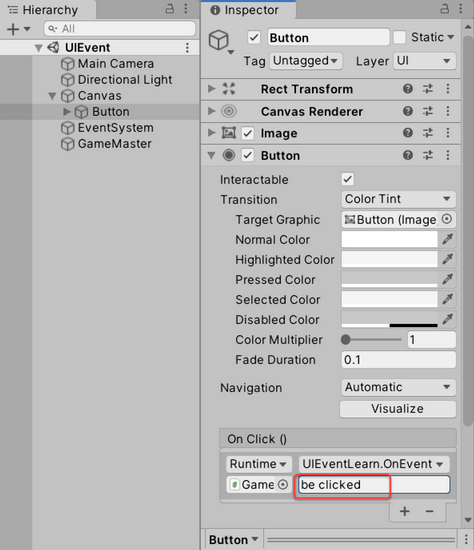 Hierarchy
All
UIEvent
Main Camera
Directional Light
Canvas
Button
EventSystem
GameMaster
Inspector
Button
Static
Tag
Untagged
Layer
UI
Rect Transform
Canvas Renderer
Image
Button
Interactable
Transition
Color Tint
Target Graphic
Button (Image
Normal Color
Highlighted Color
Pressed Color
Selected Color
Disabled Color
Color Multiplier
1
Fade Duration
0.1
Navigation
Automatic
Visualize
On Click ()
Runtime
UIEventLearn.OnEvent
Game
be clicked
Button